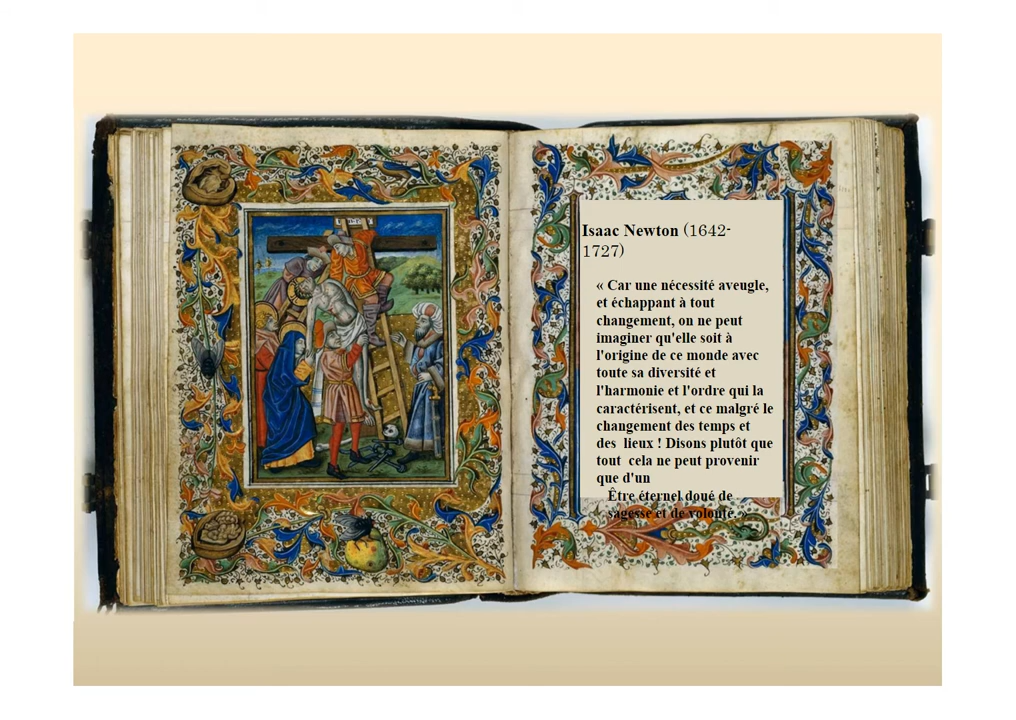 Isaac Newton (1642-
1727)
« Car une nécessité aveugle,
et échappant à tout
changement, on ne peut
imaginer qu'elle soit à
l'origine de ce monde avec
toute sa diversité et
l'harmonie et l'ordre qui la
caractérisent, et ce malgré le
changement des temps et
des lieux ! Disons plutôt que
tout cela ne peut provenir
que d'un
Être éternel doué de
sagesse et de volonté. »